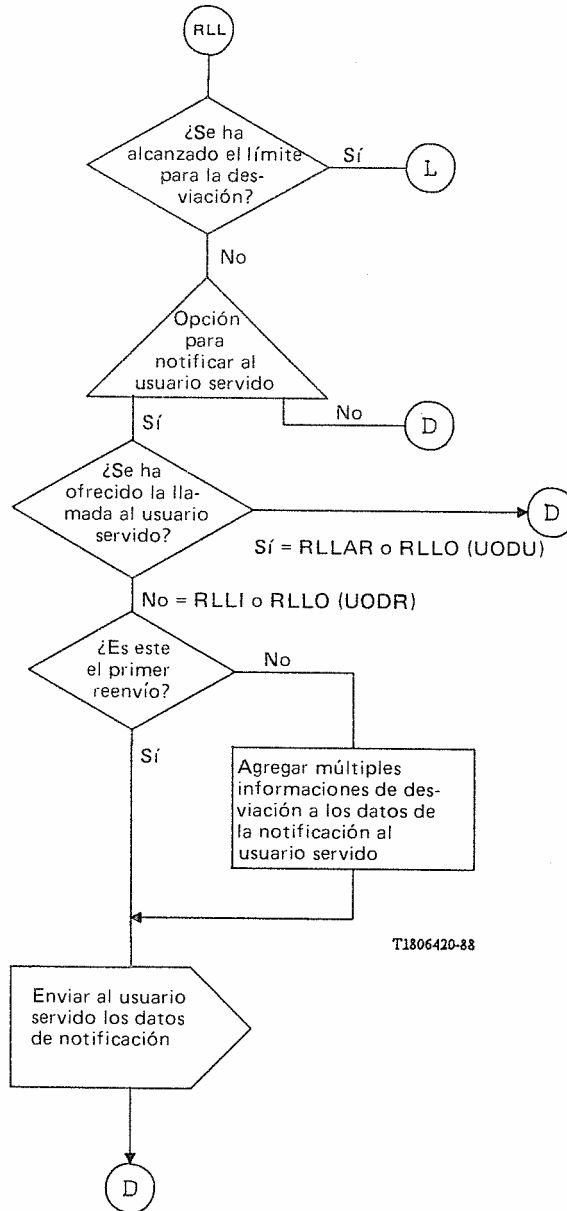 RLL
¿Se ha
alcanzado el límite
para la des-
viación?
Sí
L
No
Opción
para
notificar al
usuario servido
No
D
Sí
¿Se ha
ofrecido la lla-
mada al usuario
servido?
D
Sí = RLLAR o RLLO (UODU)
No = RLLI o RLLO (UODR)
¿Es este
el primer
reenvío?
No
Sí
Agregar múltiples
informaciones de des-
viación a los datos de
la notificación al
usuario servido
T1806420-88
Enviar al usuario
servido los datos
de notificación
D